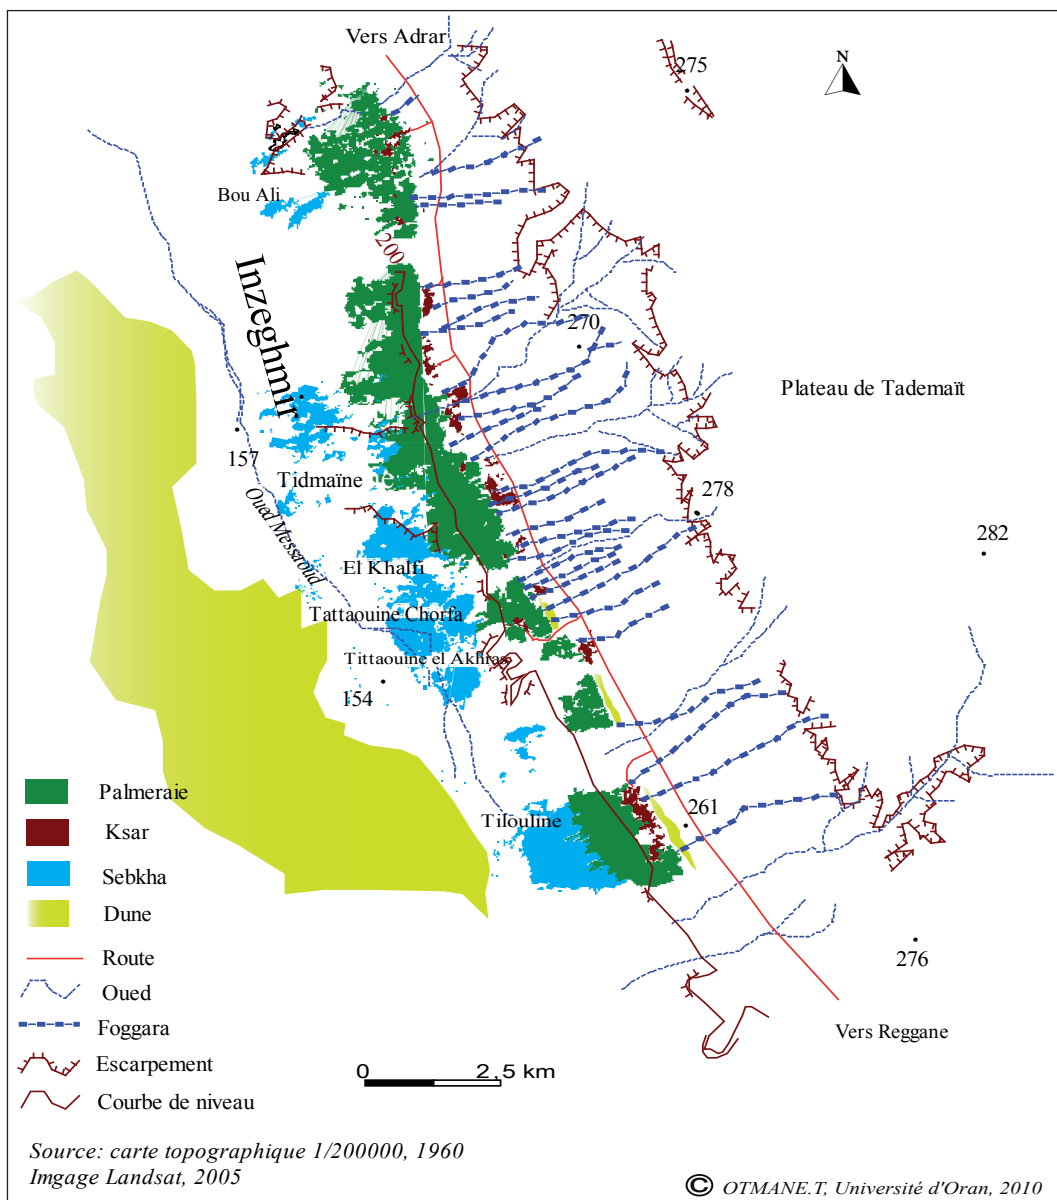 Vers Adrar
N
275
Bou Ali
200
Inzeghmir
270
Plateau de Tademaït
157
Tidmaïne
278
Oued Messaoud
282
El Khalfi
Tattaouine Chorfa
Tittaouine el Akhras
154
Palmeraie
Tilouline
261
Ksar
Sebkha
Dune
Route
276
Oued
Foggara
Vers Reggane
Escarpement
0 2,5 km
Courbe de niveau
Source: carte topographique 1/200000, 1960
Imgage Landsat, 2005
© OTMANE.T, Université d'Oran, 2010